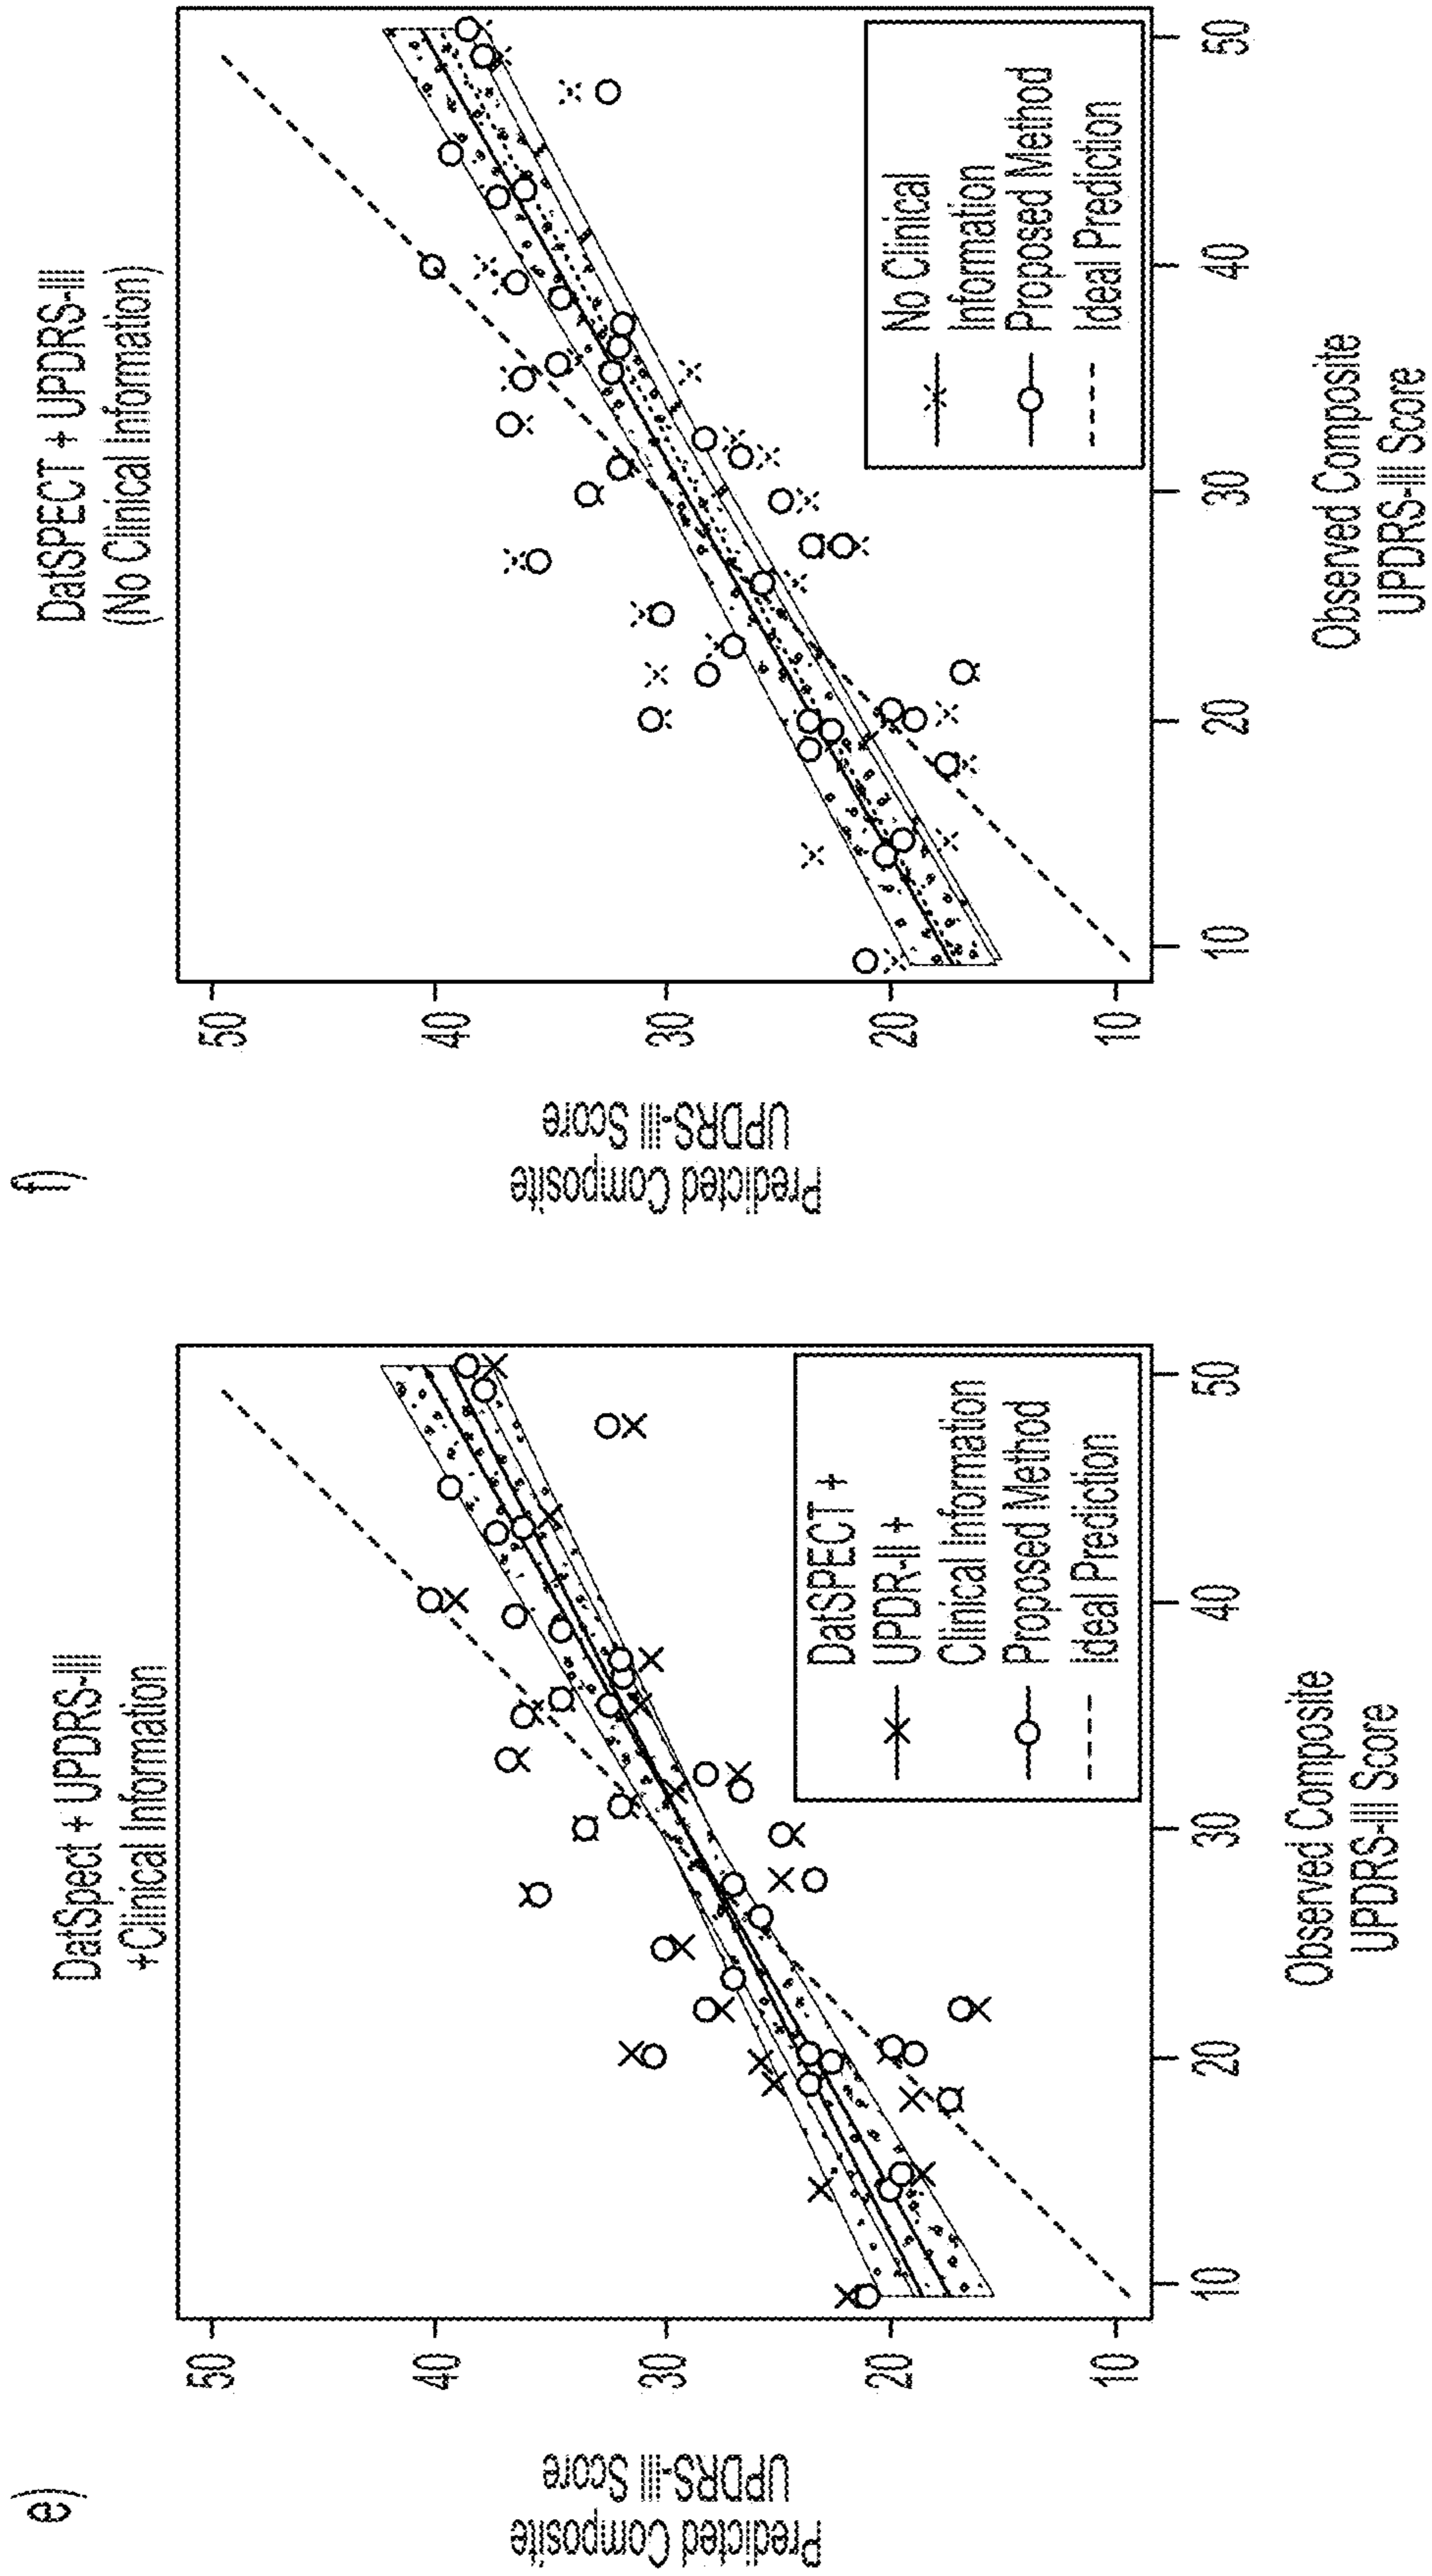 e)
DatSpect + UPDRS-III
+Clinical Information
Predicted Composite
UPDRS-III Score
50
40
30
20
10
DatSPECT +
UPDR-II +
Clinical Information
Proposed Method
Ideal Prediction
10
20
30
40
50
Observed Composite
UPDRS-III Score
f)
DatSPECT + UPDRS-III
(No Clinical Information)
Predicted Composite
UPDRS-III Score
50
40
30
20
10
No Clinical
Information
Proposed Method
Ideal Prediction
10
20
30
40
50
Observed Composite
UPDRS-III Score